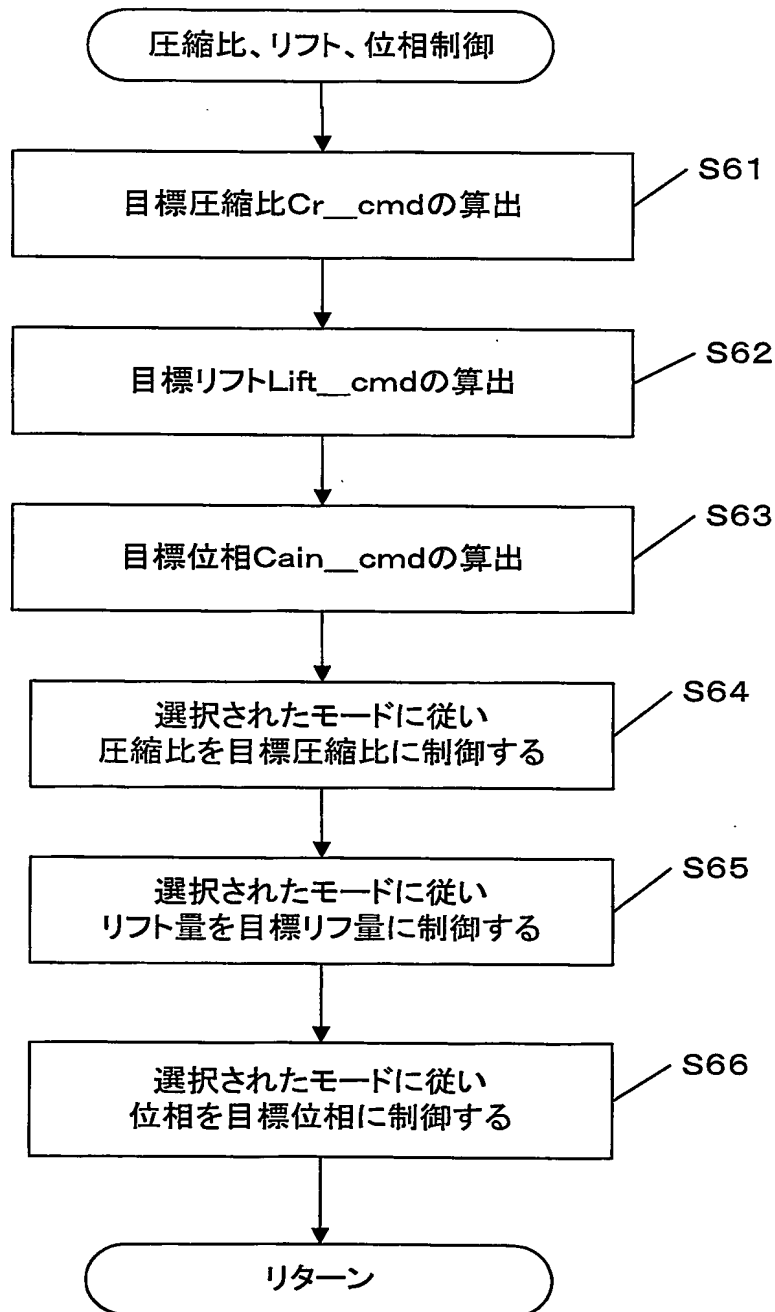 圧縮比、リフト、位相制御
S61
目標圧縮比Cr__cmdの算出
S62
目標リフトLift__cmdの算出
S63
目標位相Cain__cmdの算出
S64
選択されたモードに従い
圧縮比を目標圧縮比に制御する
S65
選択されたモードに従い
リフト量を目標リフ量に制御する
S66
選択されたモードに従い
位相を目標位相に制御する
リターン